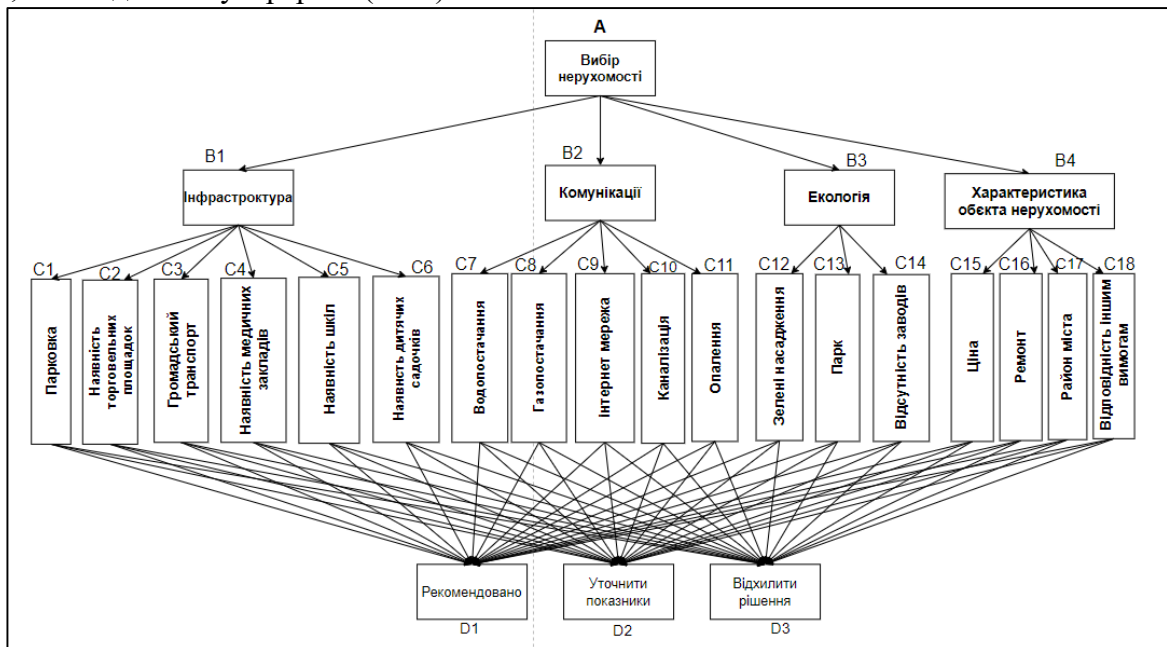 А
Вибір
нерухомості
B1
B2
B3
B4
Інфраструктура
Комунікації
Екологія
Характеристика
обєкта нерухомості
C1
C2
C3
C4
C5
C6
C7
C8
C9
C10
C11
C12
C13
C14
C15
C16
C17
C18
Парковка
Наявність
торговельних
площадок
Громадський
транспорт
Наявність медичних
закладів
Наявність шкіл
Наявнсть дитячих
садочків
Водопостачання
Газопостачання
Інтернет мережа
Каналізація
Опалення
Зелені насадження
Парк
Відсутність заводів
Ціна
Ремонт
Район міста
Відповідність іншим
вимогам
Рекомендовано
Уточнити
показники
Відхилити
рішення
D1
D2
D3